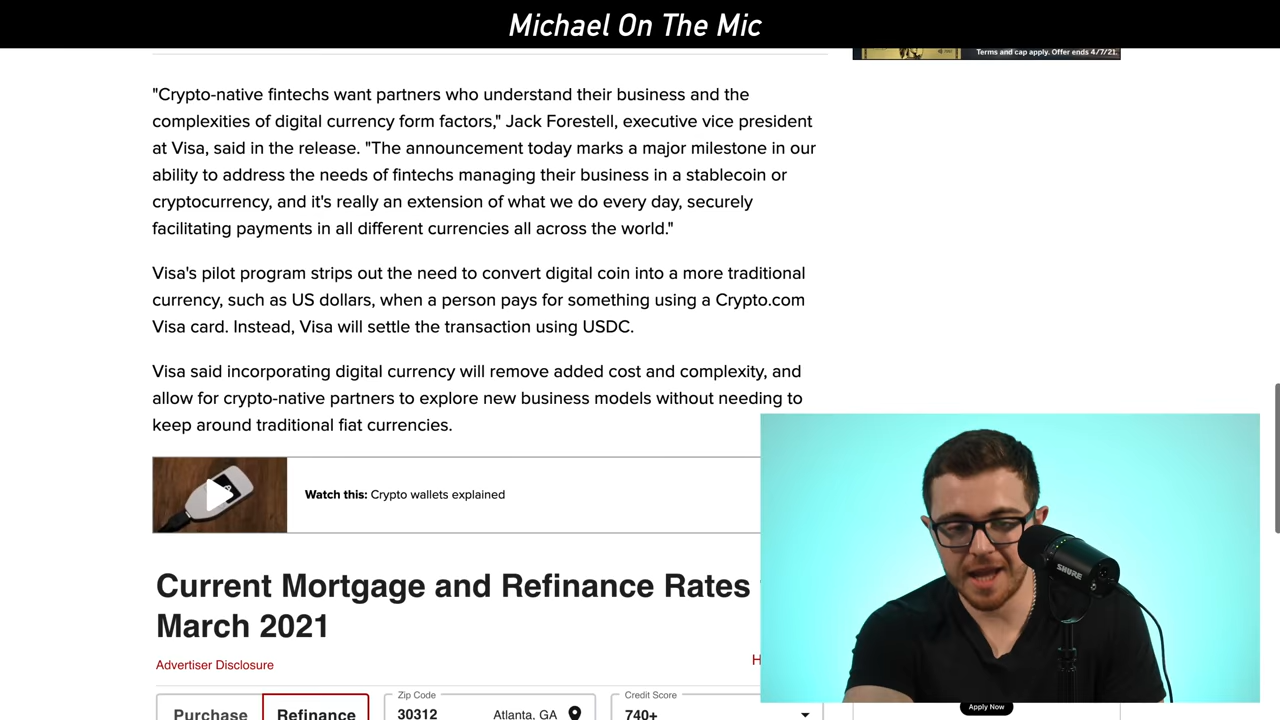 Michael On The Mic
Terms and cap apply. Offer ends 4/7/21.
"Crypto-native fintechs want partners who understand their business and the
complexities of digital currency form factors," Jack Forestell, executive vice president
at Visa, said in the release. "The announcement today marks a major milestone in our
ability to address the needs of fintechs managing their business in a stablecoin or
cryptocurrency, and it's really an extension of what we do every day, securely
facilitating payments in all different currencies all across the world."
Visa's pilot program strips out the need to convert digital coin into a more traditional
currency, such as US dollars, when a person pays for something using a Crypto.com
Visa card. Instead, Visa will settle the transaction using USDC.
Visa said incorporating digital currency will remove added cost and complexity, and
allow for crypto-native partners to explore new business models without needing to
keep around traditional fiat currencies.
Watch this: Crypto wallets explained
Current Mortgage and Refinance Rates
March 2021
Advertiser Disclosure
H
Purchase
Refinance
Zip Code
30312
Atlanta, GA
Credit Score
740+
SHURE
Apply Now